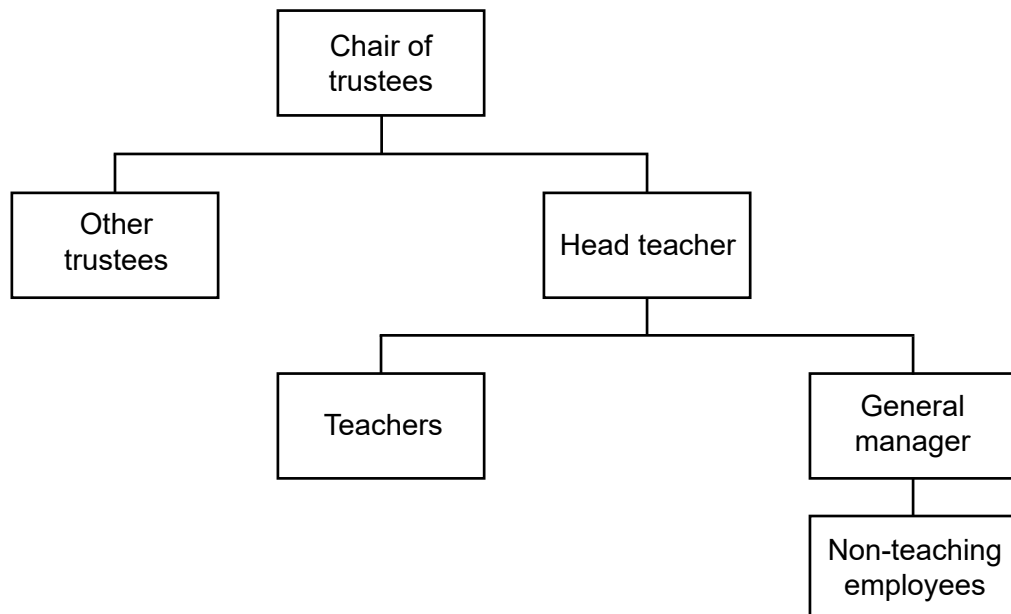 Chair of
trustees
Other
trustees
Head teacher
Teachers
General
manager
Non-teaching
employees